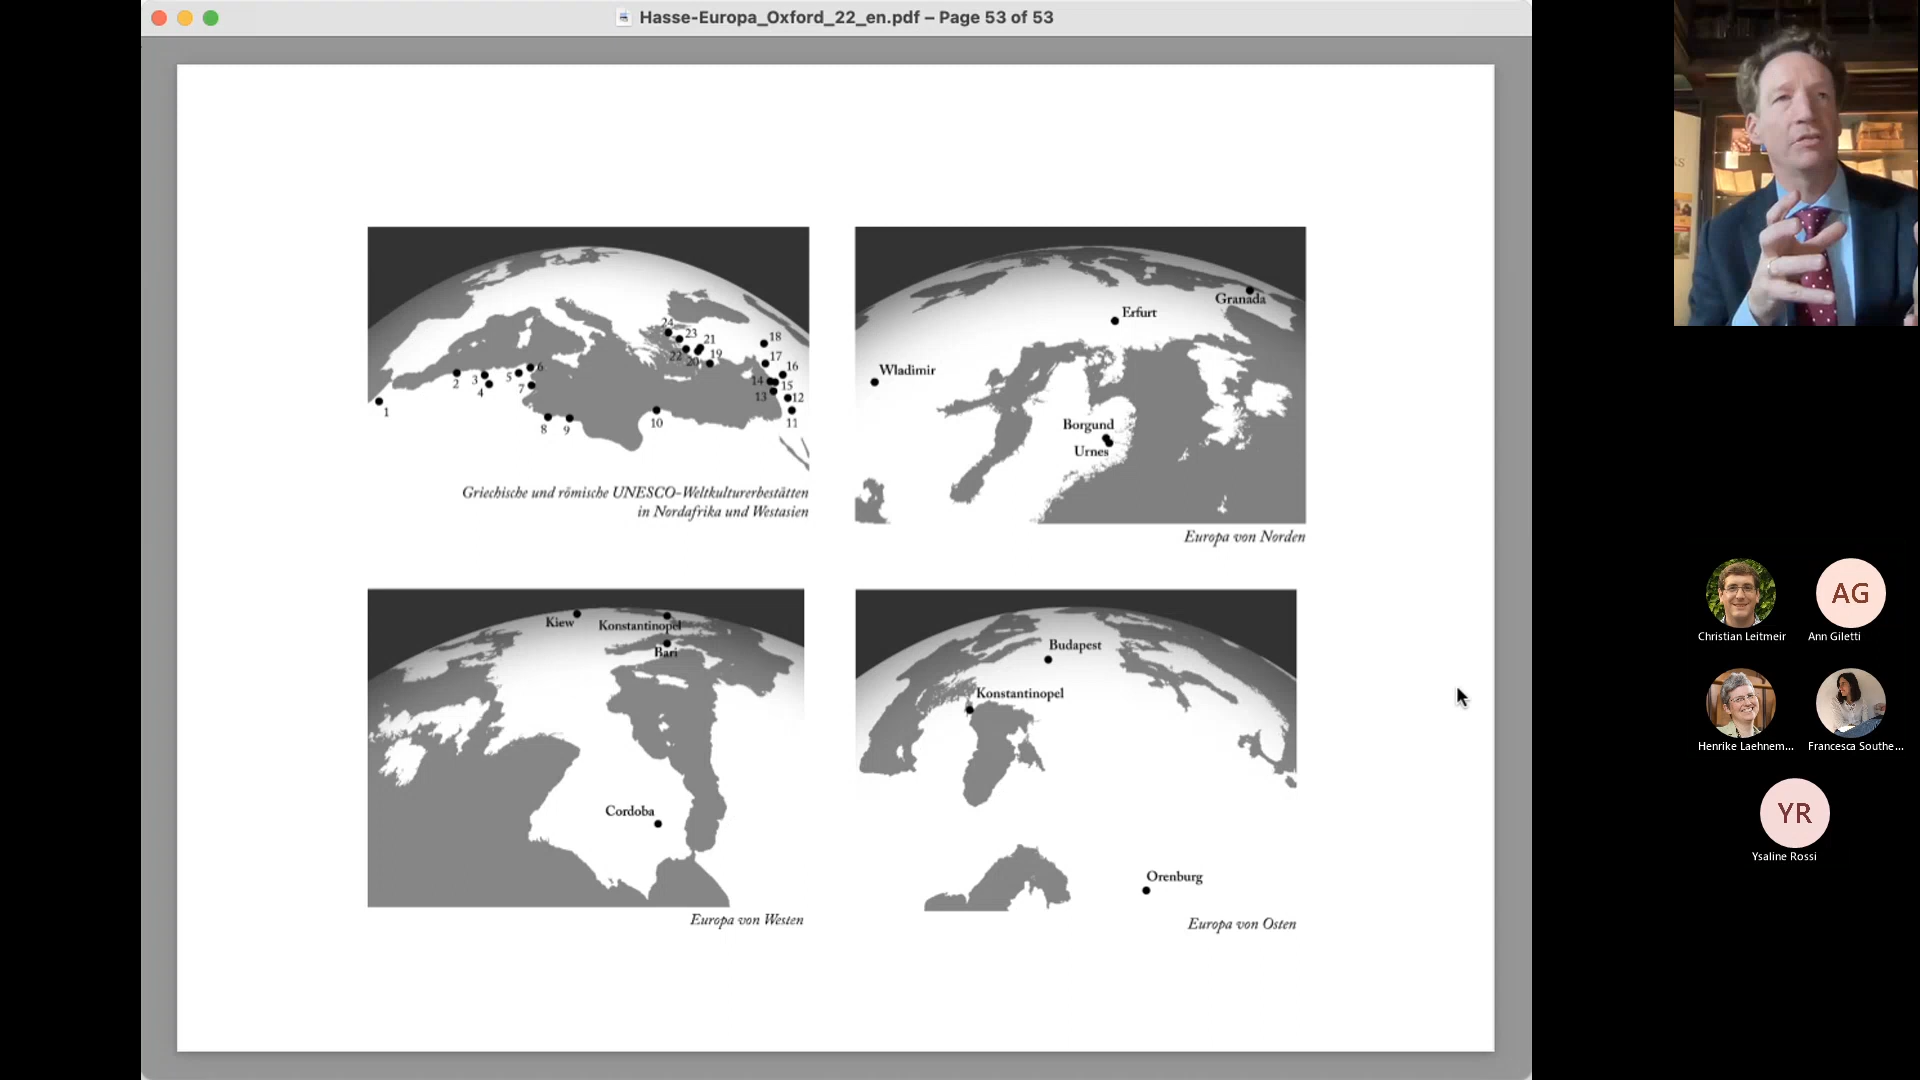 Hasse-Europa_Oxford_22_en.pdf – Page 53 of 53
24
23
21
18
22
20
19
17
16
14
15
13
12
11
6
5
2
3
4
7
1
8
9
10
Griechische und römische UNESCO-Weltkulturerbestätten
in Nordafrika und Westasien
Granada
Erfurt
Wladimir
Borgund
Urnes
Europa von Norden
Kiew
Konstantinopel
Bari
Cordoba
Europa von Westen
Budapest
Konstantinopel
Orenburg
Europa von Osten
KS
AG
Christian Leitmeir
Ann Giletti
Henrike Laehnem...
Francesca Southe...
YR
Ysaline Rossi